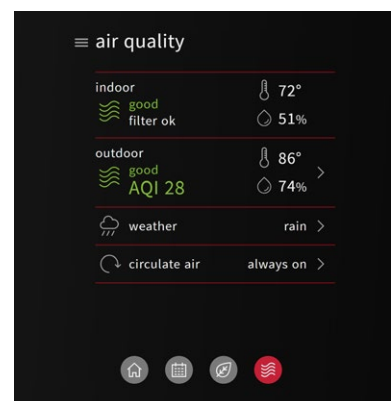 air quality
indoor
good
filter ok
72°
51%
outdoor
good
AQI 28
86°
74%
weather rain
circulate air always on